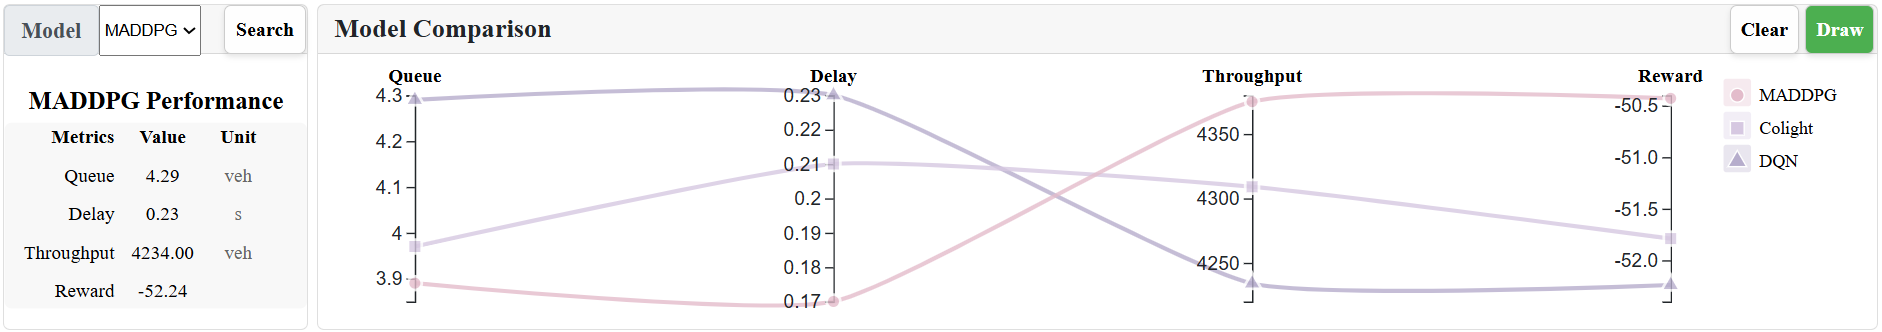 Model MADDPG Search
MADDPG Performance
Metrics Value Unit
Queue 4.29 veh
Delay 0.23 s
Throughput 4234.00 veh
Reward -52.24
Model Comparison
Clear Draw
Queue Delay Throughput Reward
4.3
4.2
4.1
4
3.9
0.23
0.22
0.21
0.2
0.19
0.18
0.17
4350
4300
4250
-50.5
-51.0
-51.5
-52.0
MADDPG
Colight
DQN